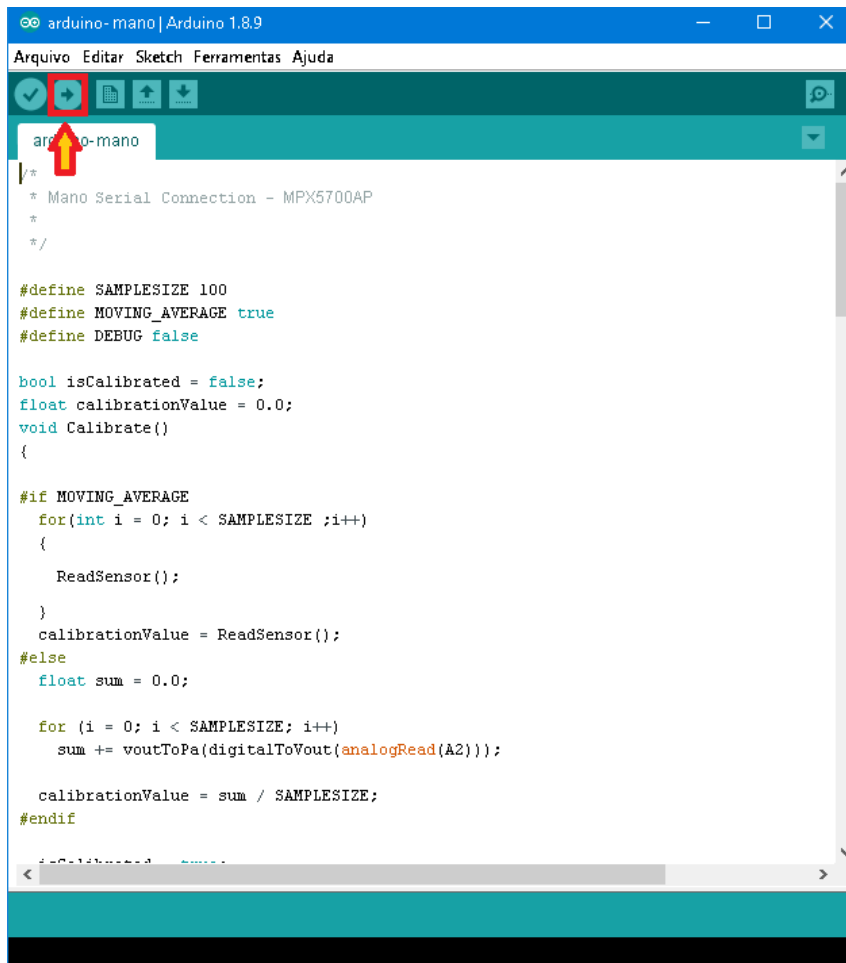 arduino-mano | Arduino 1.8.9
Arquivo Editar Sketch Ferramentas Ajuda
arduino-mano
/*
* Mano Serial Connection - MPX5700AP
*
*/
#define SAMPLESIZE 100
#define MOVING_AVERAGE true
#define DEBUG false
bool isCalibrated = false;
float calibrationValue = 0.0;
void Calibrate()
{
#if MOVING_AVERAGE
for(int i = 0; i < SAMPLESIZE ;i++)
{
ReadSensor();
}
calibrationValue = ReadSensor();
#else
float sum = 0.0;
for (i = 0; i < SAMPLESIZE; i++)
sum += voutToPa(digitalToVout(analogRead(A2)));
calibrationValue = sum / SAMPLESIZE;
#endif
isCalibrated = true;